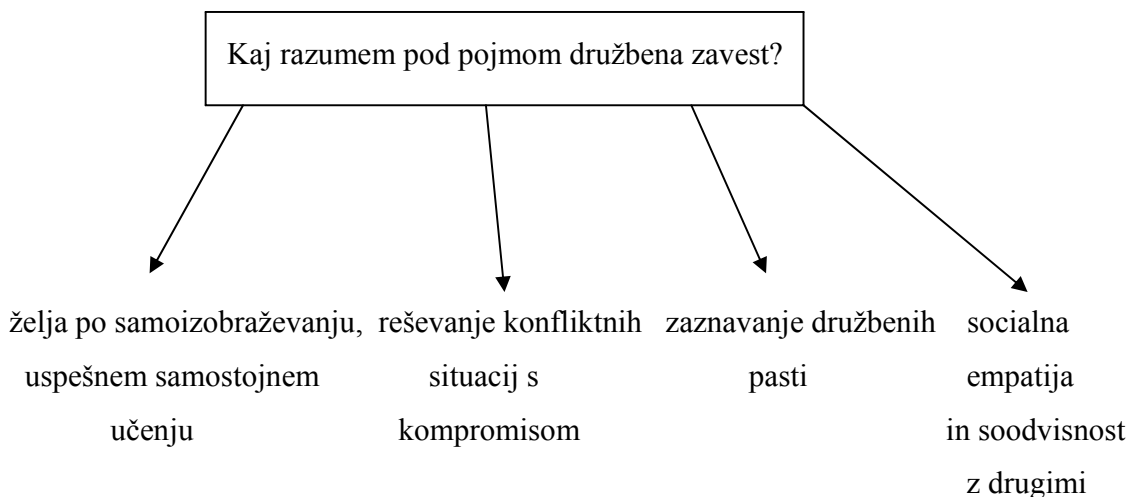 Kaj razumem pod pojmom družbena zavest?
želja po samoizobraževanju,
uspešnem samostojnem
učenju
reševanje konfliktnih
situacij s
kompromisom
zaznavanje družbenih
pasti
socialna
empatija
in soodvisnost
z drugimi